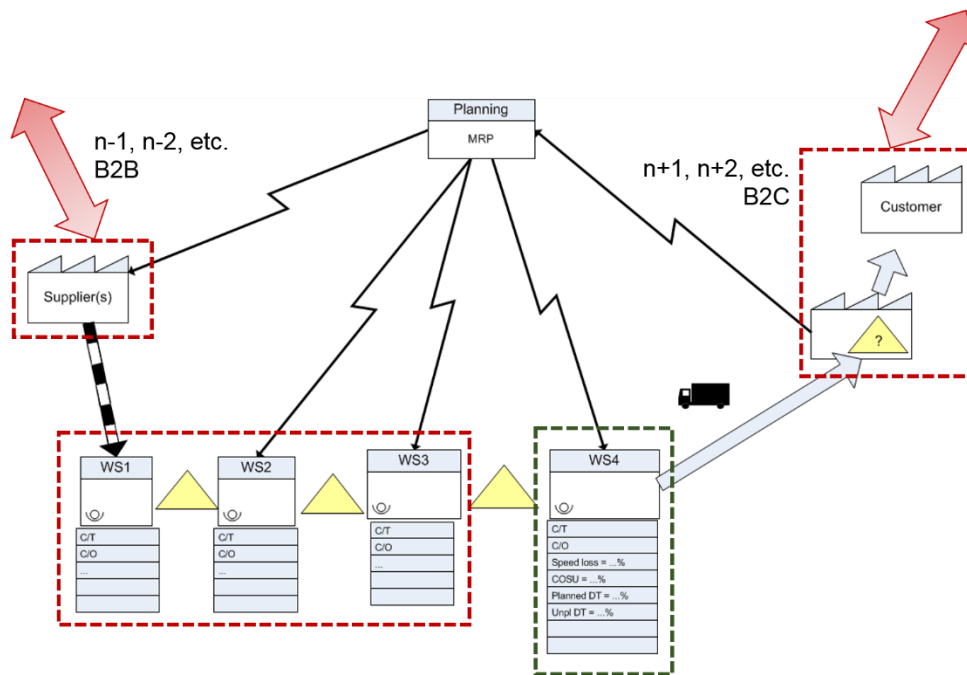 Planning
MRP
n-1, n-2, etc.
B2B
n+1, n+2, etc.
B2C
Customer
Supplier(s)
?
WS1
C/T
C/O
...
WS2
C/T
C/O
...
WS3
C/T
C/O
...
WS4
C/T
C/O
Speed loss = ...%
COSU = ...%
Planned DT = ...%
Unpl DT = ...%